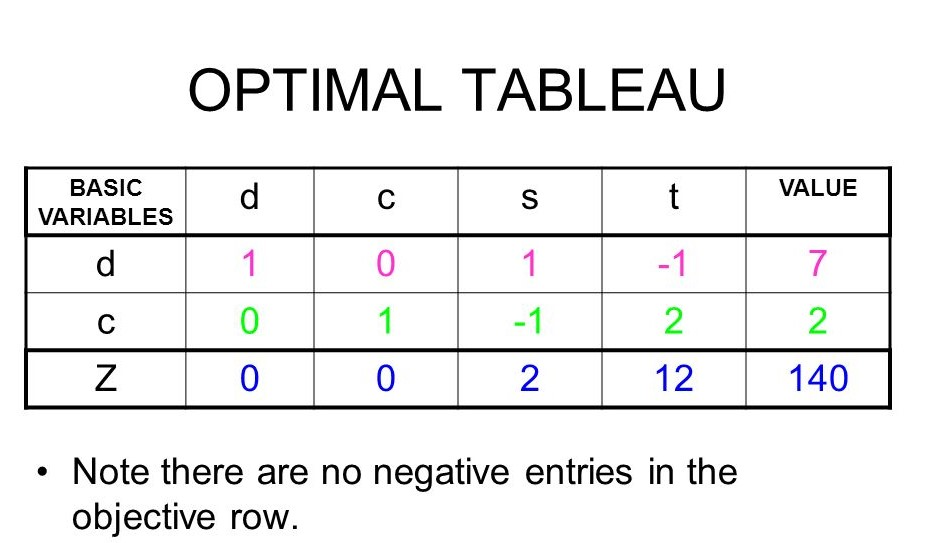 OPTIMAL TABLEAU
BASIC VARIABLES d c s t VALUE
d 1 0 1 -1 7
c 0 1 -1 2 2
Z 0 0 2 12 140
• Note there are no negative entries in the
objective row.